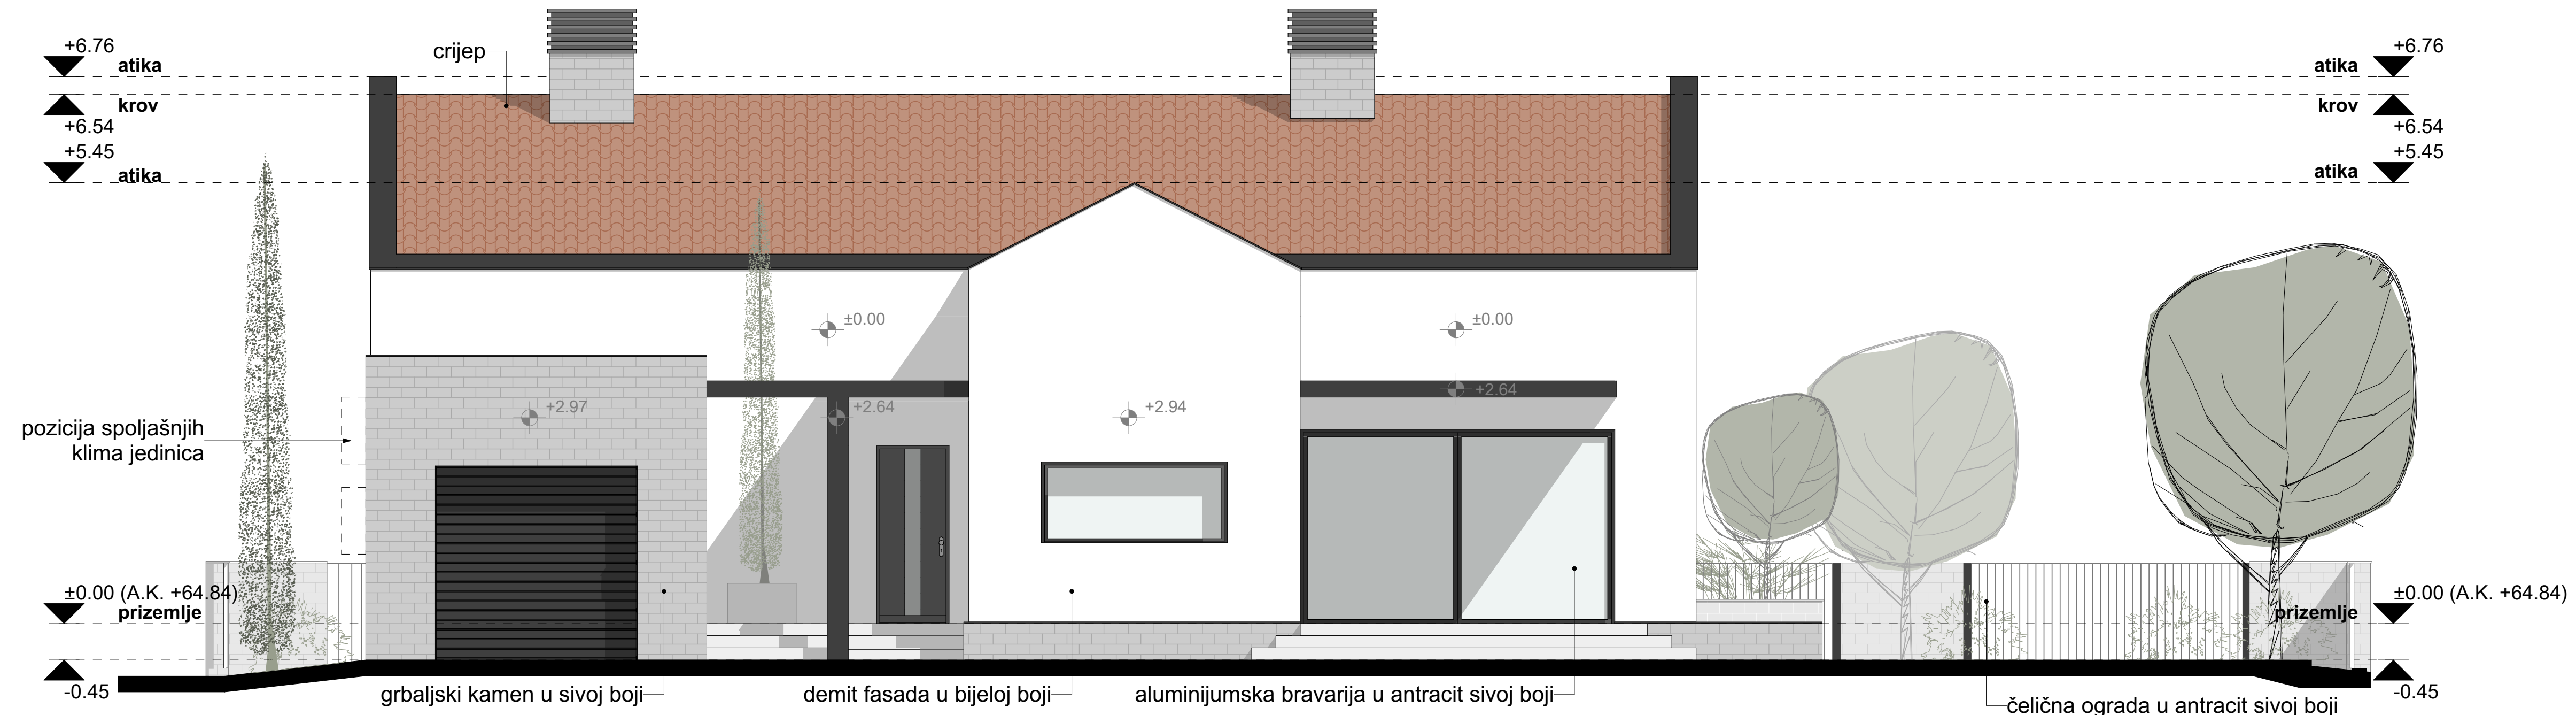 +6.76
atika
crijep
+6.76
atika
krov
+6.54
krov
+6.54
+5.45
atika
+5.45
atika
±0.00
±0.00
+2.97
+2.64
+2.94
+2.64
pozicija spoljašnjih
klima jedinica
±0.00 (A.K. +64.84)
prizemlje
±0.00 (A.K. +64.84)
prizemlje
-0.45
grbaljski kamen u sivoj boji
demit fasada u bijeloj boji
aluminijumska bravarija u antracit sivoj boji
čelična ograda u antracit sivoj boji
-0.45